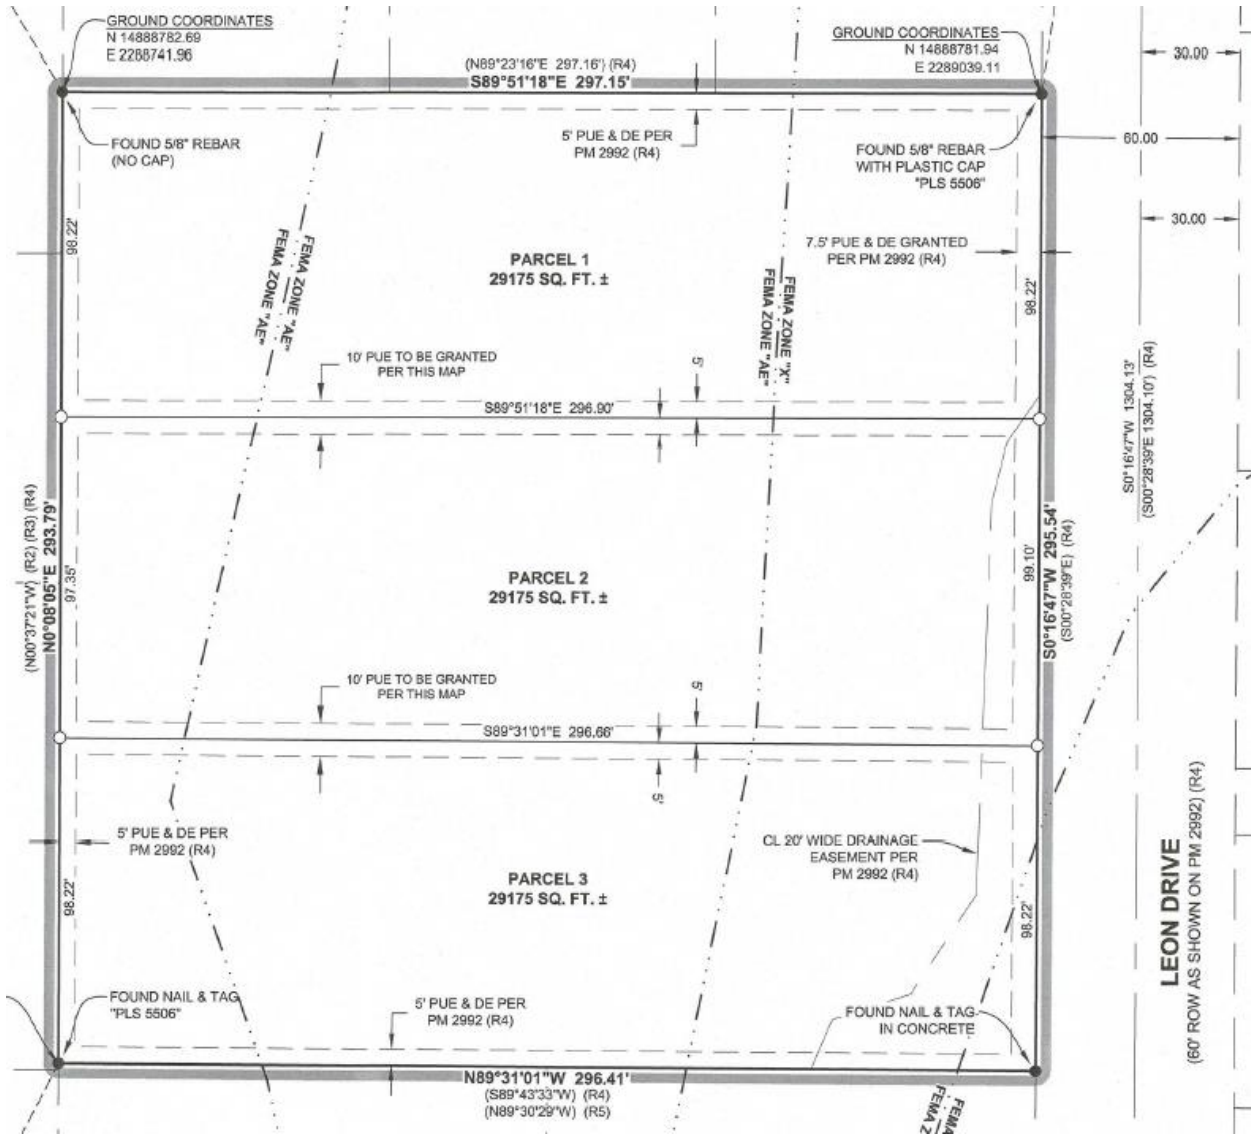 GROUND COORDINATES
N 14888782.69
E 2288741.96
GROUND COORDINATES
N 14888781.94
E 2289039.11
30.00
(N89°23'16"E 297.16') (R4)
S89°51'18"E 297.15'
FOUND 5/8" REBAR
(NO CAP)
5' PUE & DE PER
PM 2992 (R4)
FOUND 5/8" REBAR
WITH PLASTIC CAP
"PLS 5506"
60.00
30.00
98.22'
FEMA ZONE "AE"
FEMA ZONE "AE"
PARCEL 1
29175 SQ. FT. ±
FEMA ZONE "X"
FEMA ZONE "AE"
7.5' PUE & DE GRANTED
PER PM 2992 (R4)
98.22'
10' PUE TO BE GRANTED
PER THIS MAP
5'
S89°51'18"E 296.90'
S0°16'47"W 1304.13'
(S00°28'39"E 1304.10') (R4)
(N00°37'21"W) (R2) (R3) (R4)
N0°08'05"E 293.79'
97.35'
PARCEL 2
29175 SQ. FT. ±
99.10'
S0°16'47"W 295.54'
(S00°28'39"E) (R4)
10' PUE TO BE GRANTED
PER THIS MAP
5'
S89°31'01"E 296.66'
5'
5' PUE & DE PER
PM 2992 (R4)
98.22'
PARCEL 3
29175 SQ. FT. ±
CL 20' WIDE DRAINAGE
EASEMENT PER
PM 2992 (R4)
98.22'
LEON DRIVE
(60' ROW AS SHOWN ON PM 2992) (R4)
FOUND NAIL & TAG
"PLS 5506"
5' PUE & DE PER
PM 2992 (R4)
FOUND NAIL & TAG
IN CONCRETE
N89°31'01"W 296.41'
(S89°43'33"W) (R4)
(N89°30'29"W) (R5)
FEMA
FEMA Z